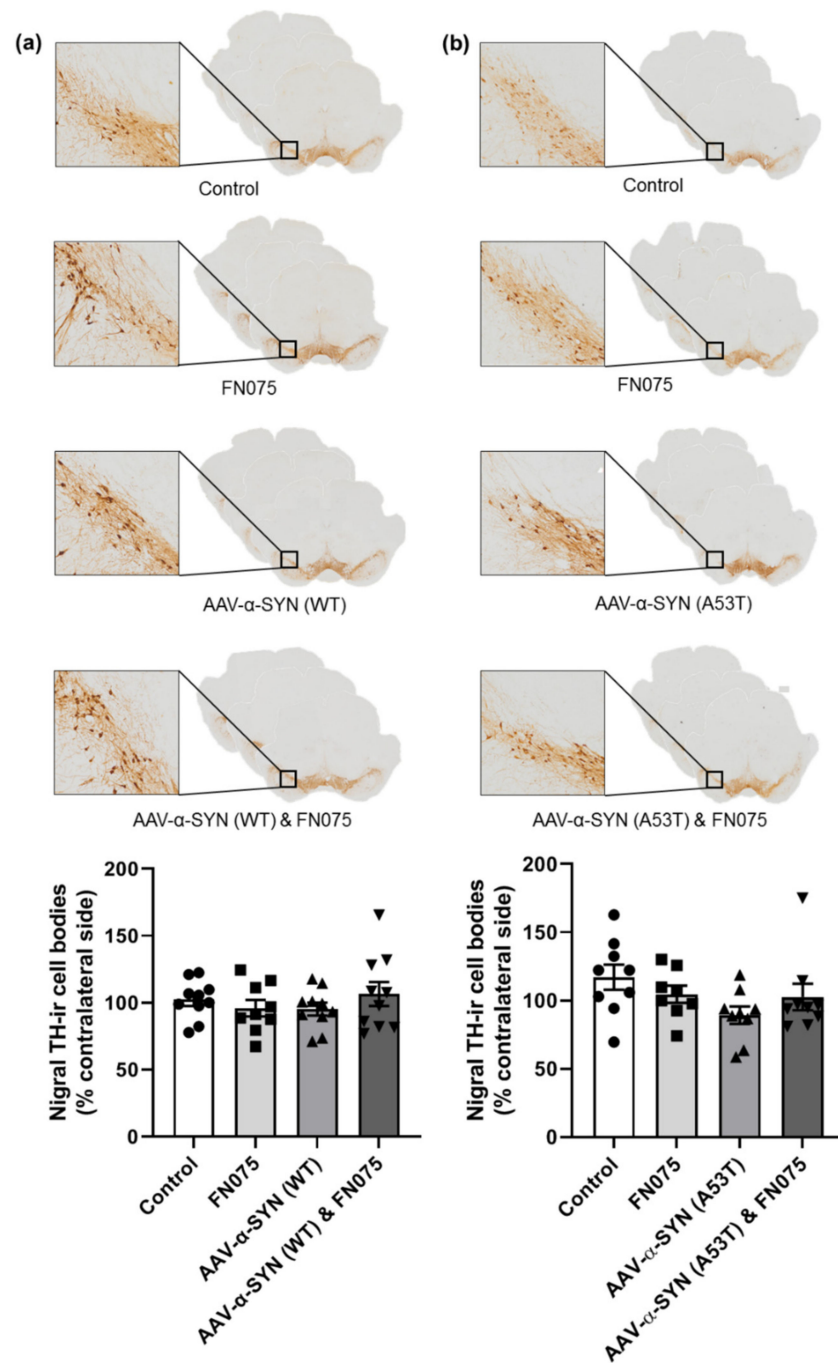 (a)
Control
FN075
AAV-α-SYN (WT)
AAV-α-SYN (WT) & FN075
Nigral TH-ir cell bodies
(% contralateral side)
200
150
100
50
0
Control
FN075
AAV-α-SYN (WT)
AAV-α-SYN (WT) & FN075
(b)
Control
FN075
AAV-α-SYN (A53T)
AAV-α-SYN (A53T) & FN075
Nigral TH-ir cell bodies
(% contralateral side)
200
150
100
50
0
Control
FN075
AAV-α-SYN (A53T)
AAV-α-SYN (A53T) & FN075